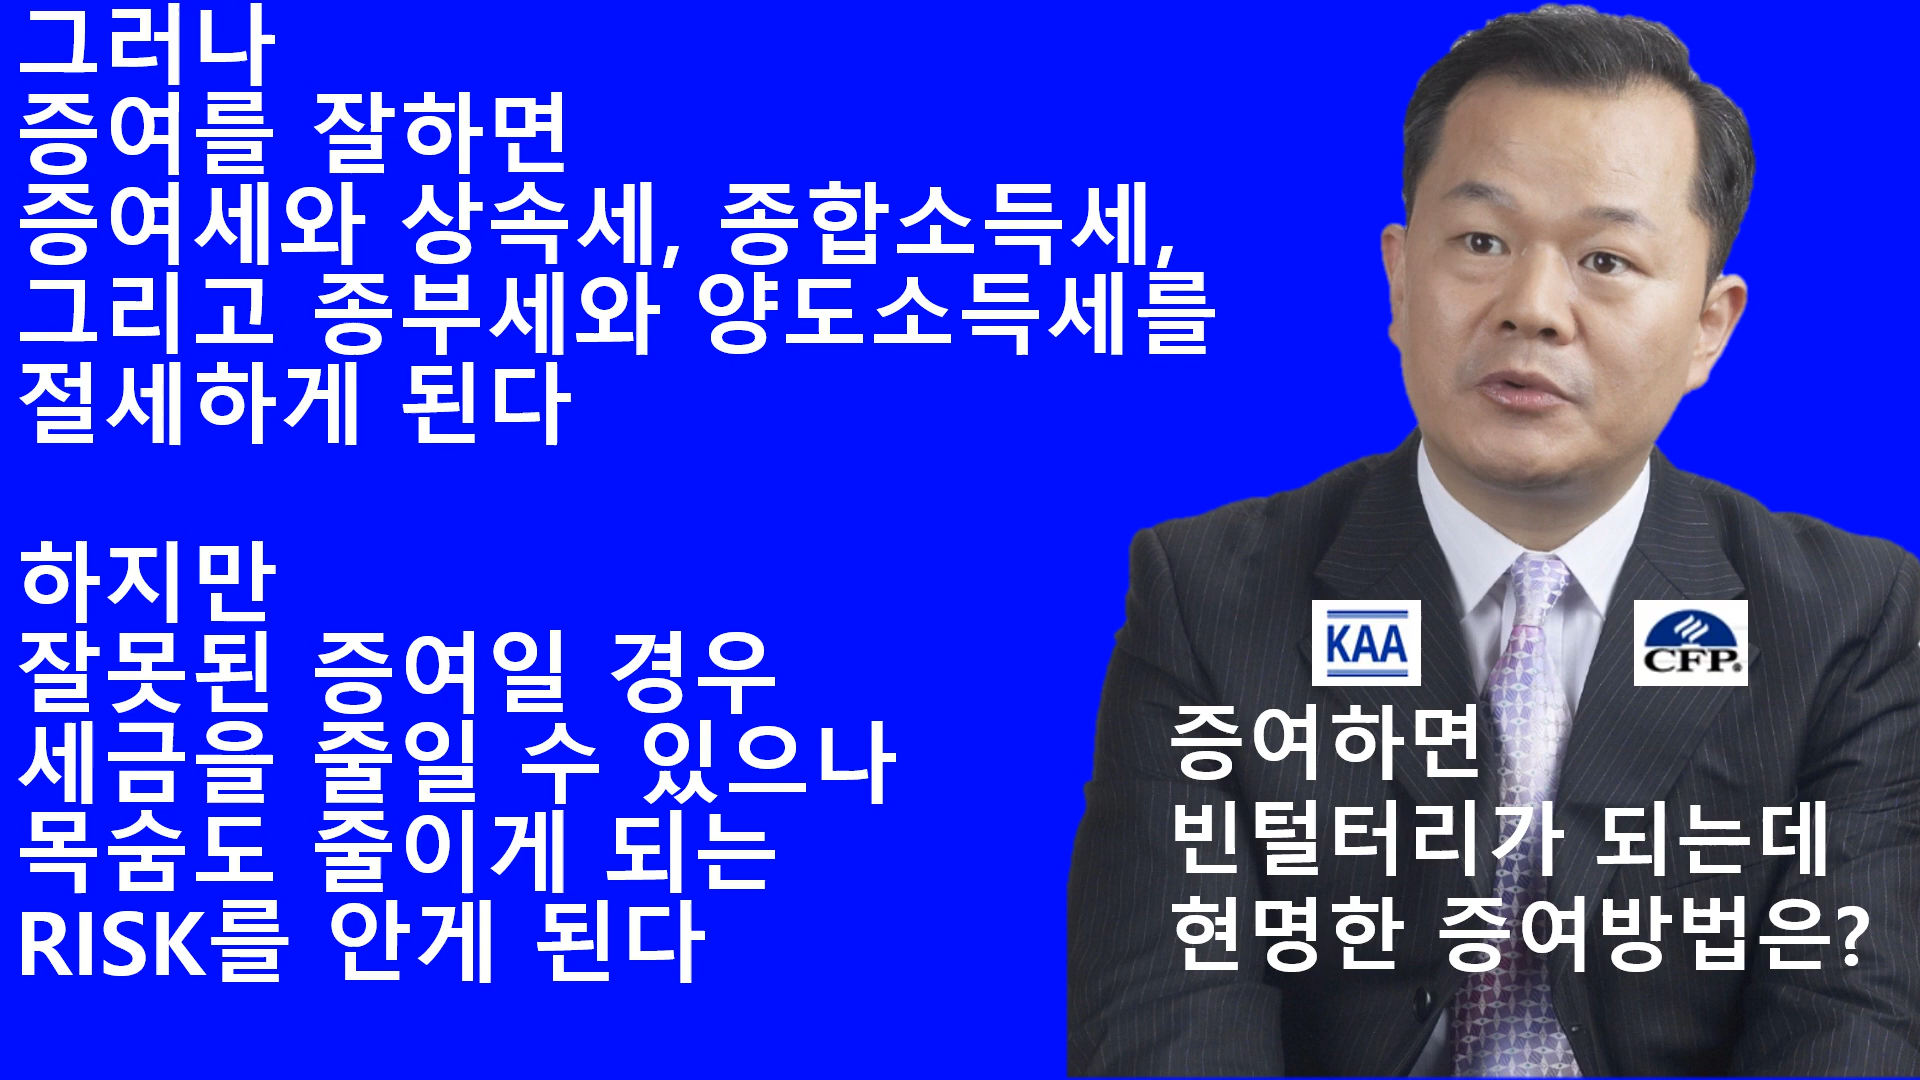 그러나
증여를 잘하면
증여세와 상속세, 종합소득세,
그리고 종부세와 양도소득세를
절세하게 된다
하지만
잘못된 증여일 경우
세금을 줄일 수 있으나
목숨도 줄이게 되는
RISK를 안게 된다
KAA
CFP®
증여하면
빈털터리가 되는데
현명한 증여방법은?